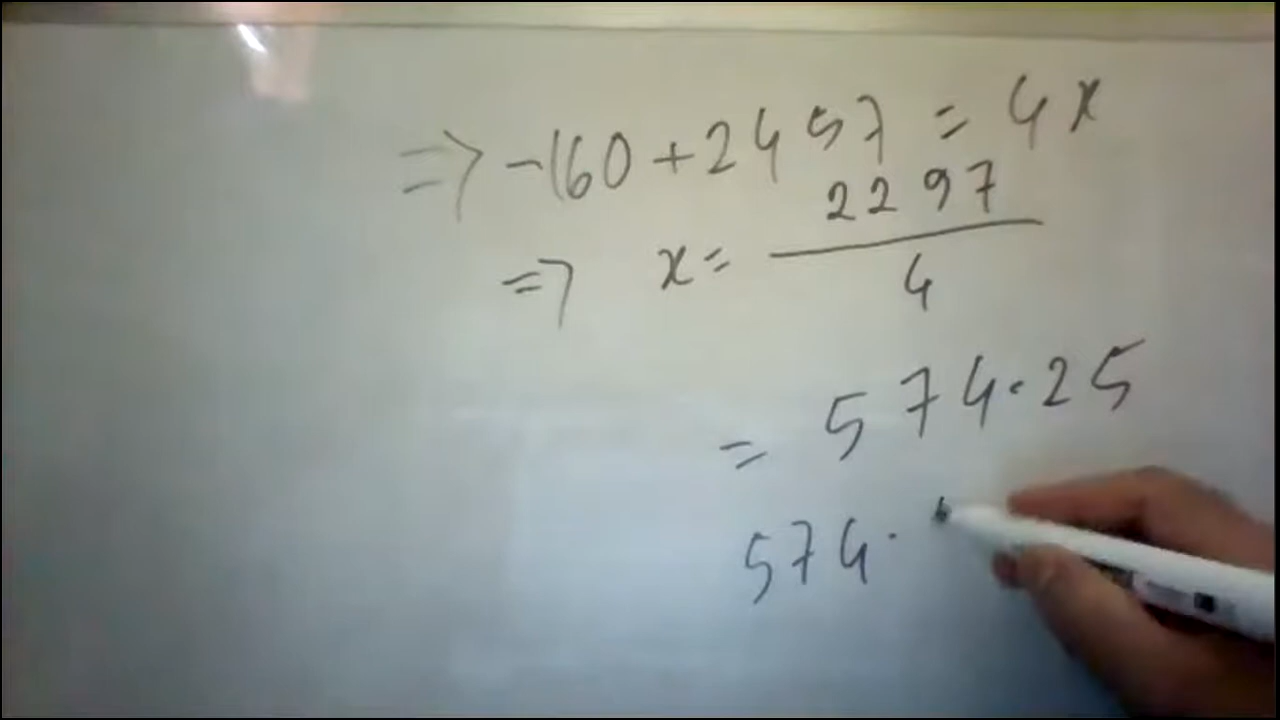 => -160 + 2457 = 4x
=> x = 2297 / 4
= 574.25
574.